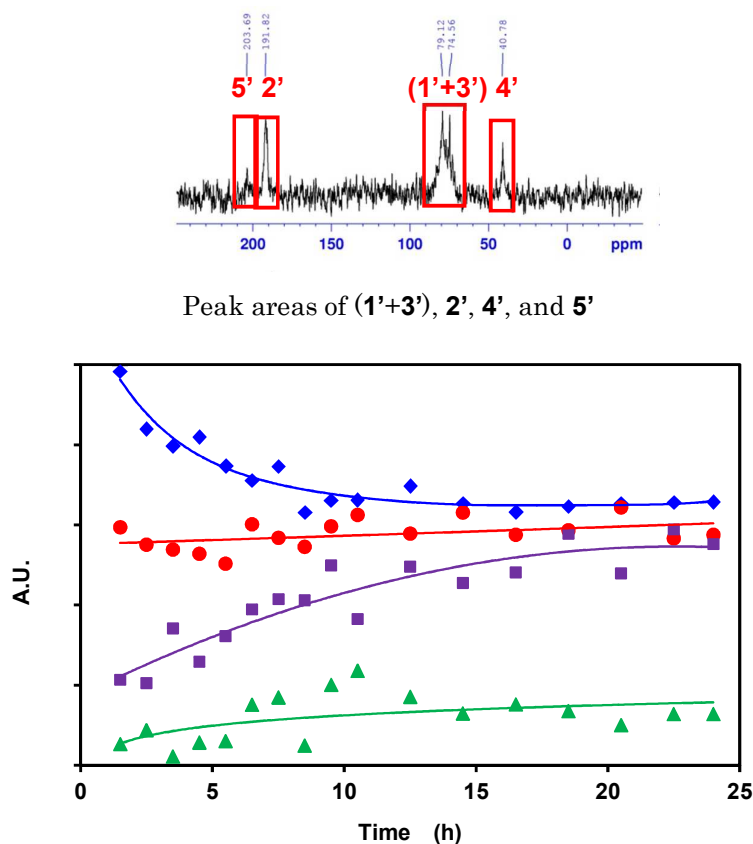 203.69
191.82
79.12
74.56
40.78
5’ 2’ (1’+3’) 4’
200 150 100 50 0 ppm
Peak areas of (1’+3’), 2’, 4’, and 5’
A.U.
0 5 10 15 20 25
Time (h)